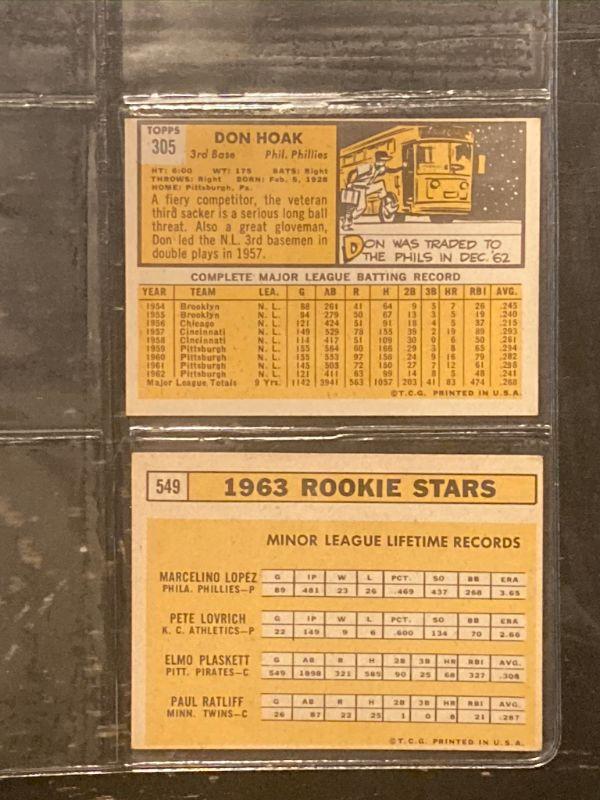 TOPPS
305
DON HOAK
3rd Base Phil. Phillies
HT: 6:00 WT: 175 BATS: Right
THROWS: Right BORN: Feb. 5, 1928
HOME: Pittsburgh, Pa.
A fiery competitor, the veteran
third sacker is a serious long ball
threat. Also a great gloveman,
Don led the N.L. 3rd basemen in
double plays in 1957.
DON WAS TRADED TO
THE PHILS IN DEC. '62
COMPLETE MAJOR LEAGUE BATTING RECORD
YEAR TEAM LEA. G AB R H 2B 3B HR RBI AVG.
1954 Brooklyn N. L. 88 261 41 64 9 5 7 26 .245
1955 Brooklyn N. L. 94 279 50 67 13 3 5 19 .240
1956 Chicago N. L. 121 424 51 91 18 4 5 37 .215
1957 Cincinnati N. L. 149 529 78 155 39 2 19 89 .293
1958 Cincinnati N. L. 114 417 51 109 30 0 6 50 .261
1959 Pittsburgh N. L. 155 564 60 166 29 3 8 65 .294
1960 Pittsburgh N. L. 155 553 97 156 24 9 16 79 .282
1961 Pittsburgh N. L. 145 503 72 150 27 7 12 61 .298
1962 Pittsburgh N. L. 121 411 63 99 14 8 5 48 .241
Major League Totals 9 Yrs. 1142 3941 563 1057 203 41 83 474 .268
©T.C.G. PRINTED IN U.S.A.
549
1963 ROOKIE STARS
MINOR LEAGUE LIFETIME RECORDS
MARCELINO LOPEZ G IP W L PCT. SO BB ERA
PHILA. PHILLIES—P 89 481 23 26 .469 437 268 3.65
PETE LOVRICH G IP W L PCT. SO BB ERA
K. C. ATHLETICS—P 22 149 9 6 .600 134 70 2.66
ELMO PLASKETT G AB R H 2B 3B HR RBI AVG.
PITT. PIRATES—C 549 1898 321 585 90 25 68 327 .308
PAUL RATLIFF G AB R H 2B 3B HR RBI AVG.
MINN. TWINS—C 26 87 23 25 1 0 8 21 .287
©T.C.G. PRINTED IN U.S.A.